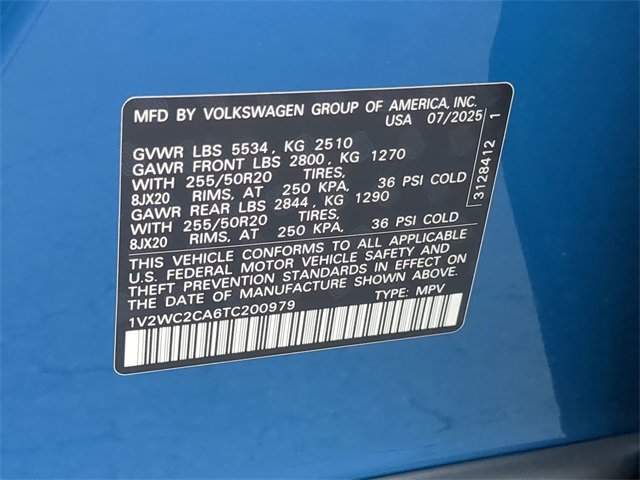 MFD BY VOLKSWAGEN GROUP OF AMERICA, INC.
USA 07/2025
GVWR LBS 5534, KG 2510
GAWR FRONT LBS 2800, KG 1270
WITH 255/50R20 TIRES,
8JX20 RIMS, AT 250 KPA, 36 PSI COLD
GAWR REAR LBS 2844, KG 1290
WITH 255/50R20 TIRES,
8JX20 RIMS, AT 250 KPA, 36 PSI COLD
THIS VEHICLE CONFORMS TO ALL APPLICABLE
U.S. FEDERAL MOTOR VEHICLE SAFETY AND
THEFT PREVENTION STANDARDS IN EFFECT ON
THE DATE OF MANUFACTURE SHOWN ABOVE.
1V2WC2CA6TC200979 TYPE: MPV
3128412 1